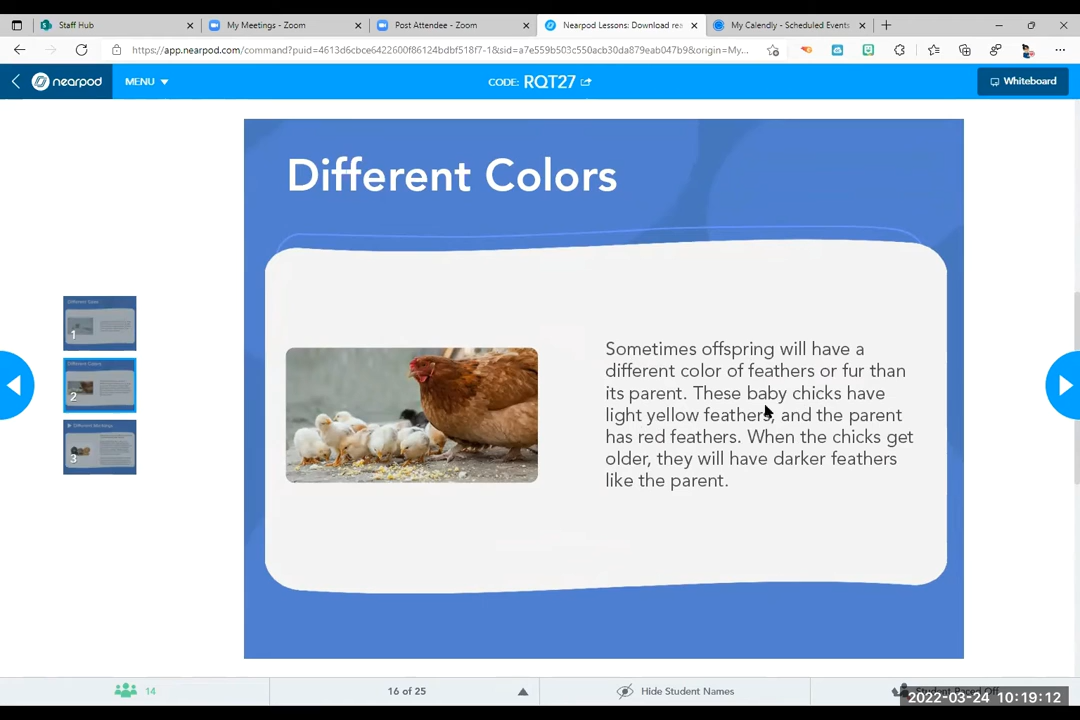 Staff Hub
My Meetings - Zoom
Post Attendee - Zoom
Nearpod Lessons: Download rea
My Calendly - Scheduled Events
https://app.nearpod.com/command?puid=4613d6cbce6422600f86124bdbf518f7-1&sid=a7e559b503c550acb30da879eab047b9&origin=My...
nearpod
MENU
CODE: RQT27
Whiteboard
Different Colors
Sometimes offspring will have a
different color of feathers or fur than
its parent. These baby chicks have
light yellow feathers, and the parent
has red feathers. When the chicks get
older, they will have darker feathers
like the parent.
1
2
3
14
16 of 25
Hide Student Names
2022-03-24 10:19:12